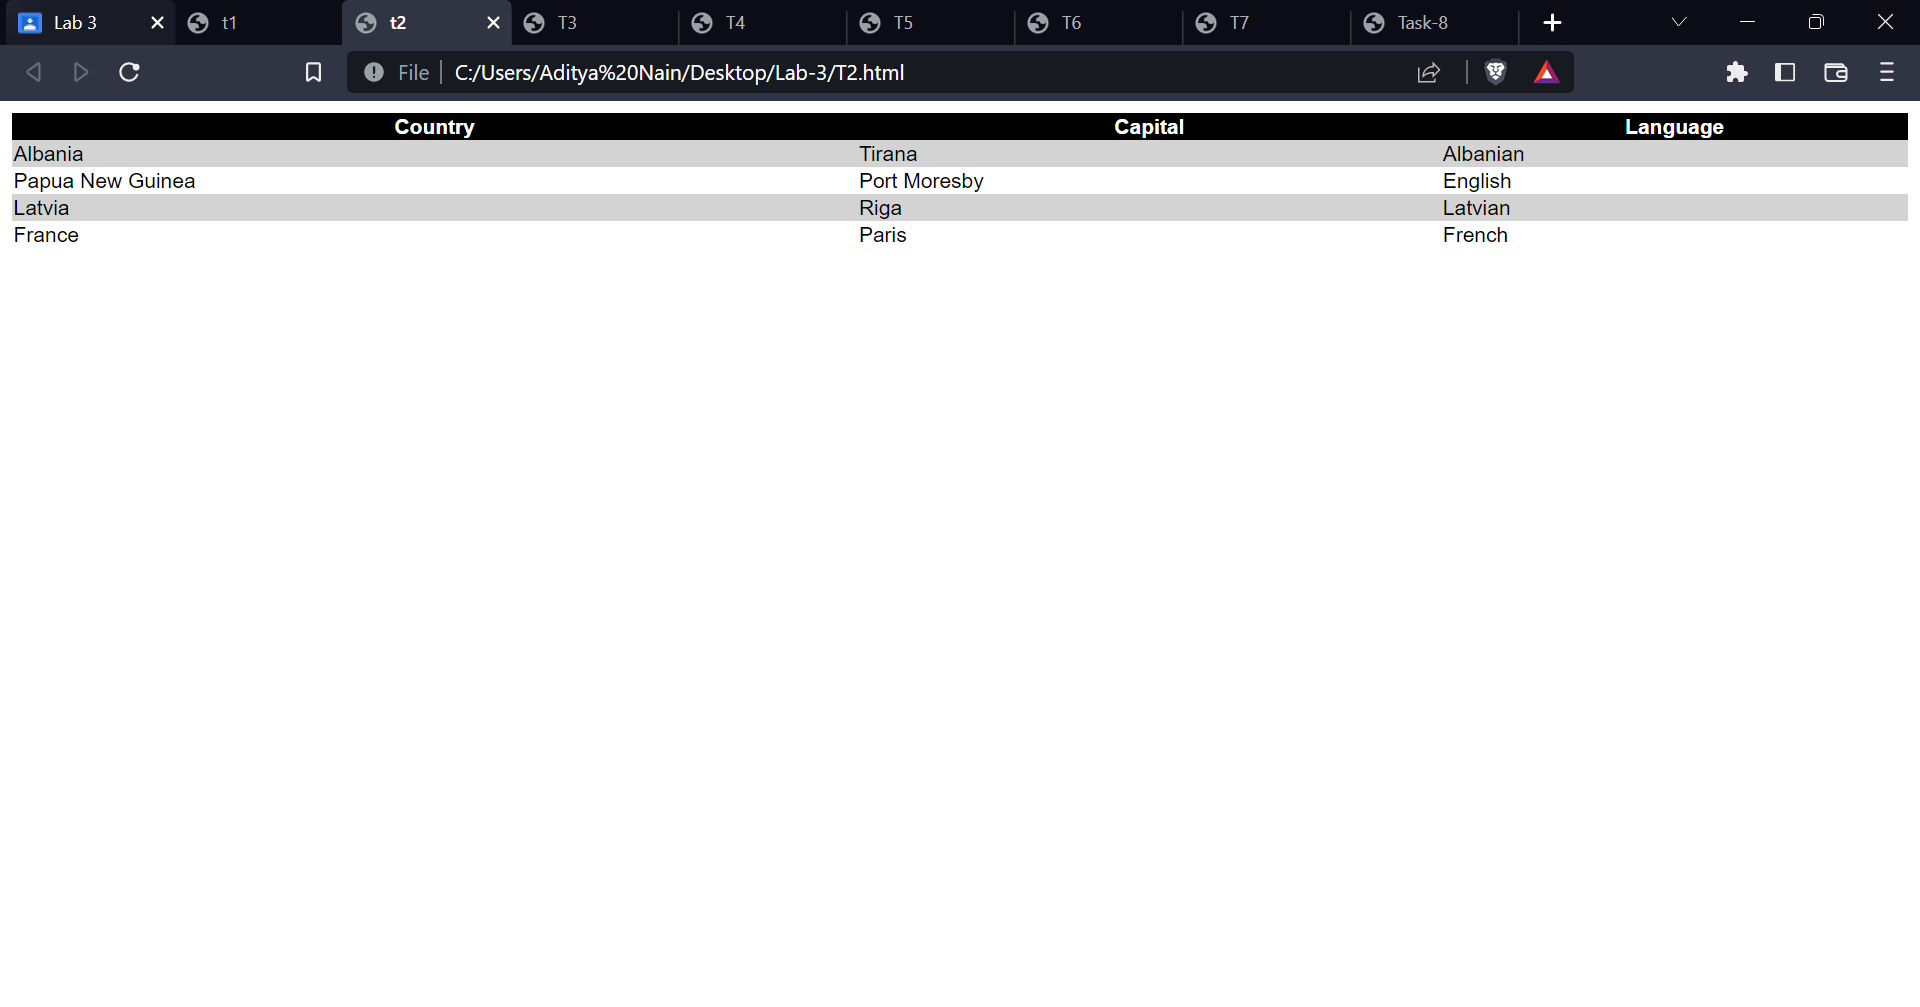 Lab 3 t1 t2 T3 T4 T5 T6 T7 Task-8
File C:/Users/Aditya%20Nain/Desktop/Lab-3/T2.html
Country Capital Language
Albania Tirana Albanian
Papua New Guinea Port Moresby English
Latvia Riga Latvian
France Paris French